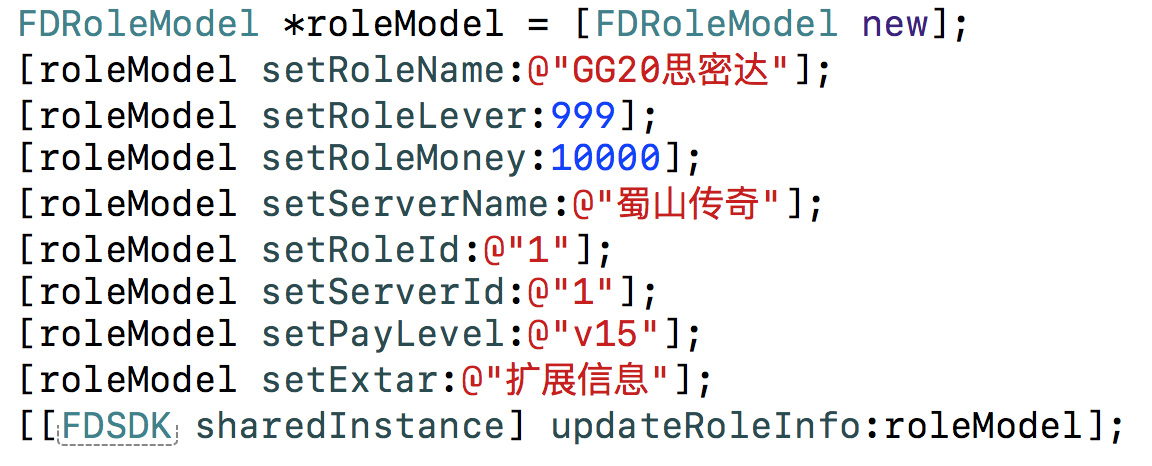 FDRoleModel *roleModel = [FDRoleModel new];
[roleModel setRoleName:@"GG20思密达"];
[roleModel setRoleLever:999];
[roleModel setRoleMoney:10000];
[roleModel setServerName:@"蜀山传奇"];
[roleModel setRoleId:@"1"];
[roleModel setServerId:@"1"];
[roleModel setPayLevel:@"v15"];
[roleModel setExtar:@"扩展信息"];
[[FDSDK sharedInstance] updateRoleInfo:roleModel];